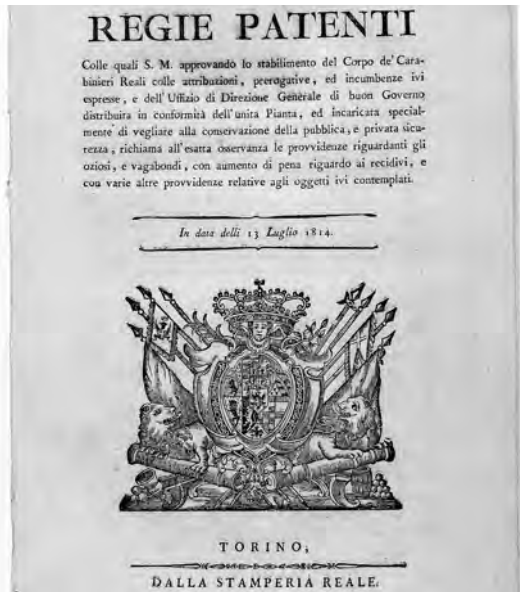 REGIE PATENTI
Colle quali S. M. approvando lo stabilimento del Corpo de' Cara-
binieri Reali colle attribuzioni, prerogative, ed incumbenze ivi
espresse, e dell' Uffizio di Direzione Generale di buon Governo
distribuita in conformità dell'unita Pianta, ed incaricata special-
mente di vegliare alla conservazione della pubblica, e privata sicu-
rezza, richiama all'esatta osservanza le provvidenze riguardanti gli
oziosi, e vagabondi, con aumento di pena riguardo ai recidivi, e
con varie altre provvidenze relative agli oggetti ivi contemplati.
In data delli 13 Luglio 1814.
TORINO,
DALLA STAMPERIA REALE.